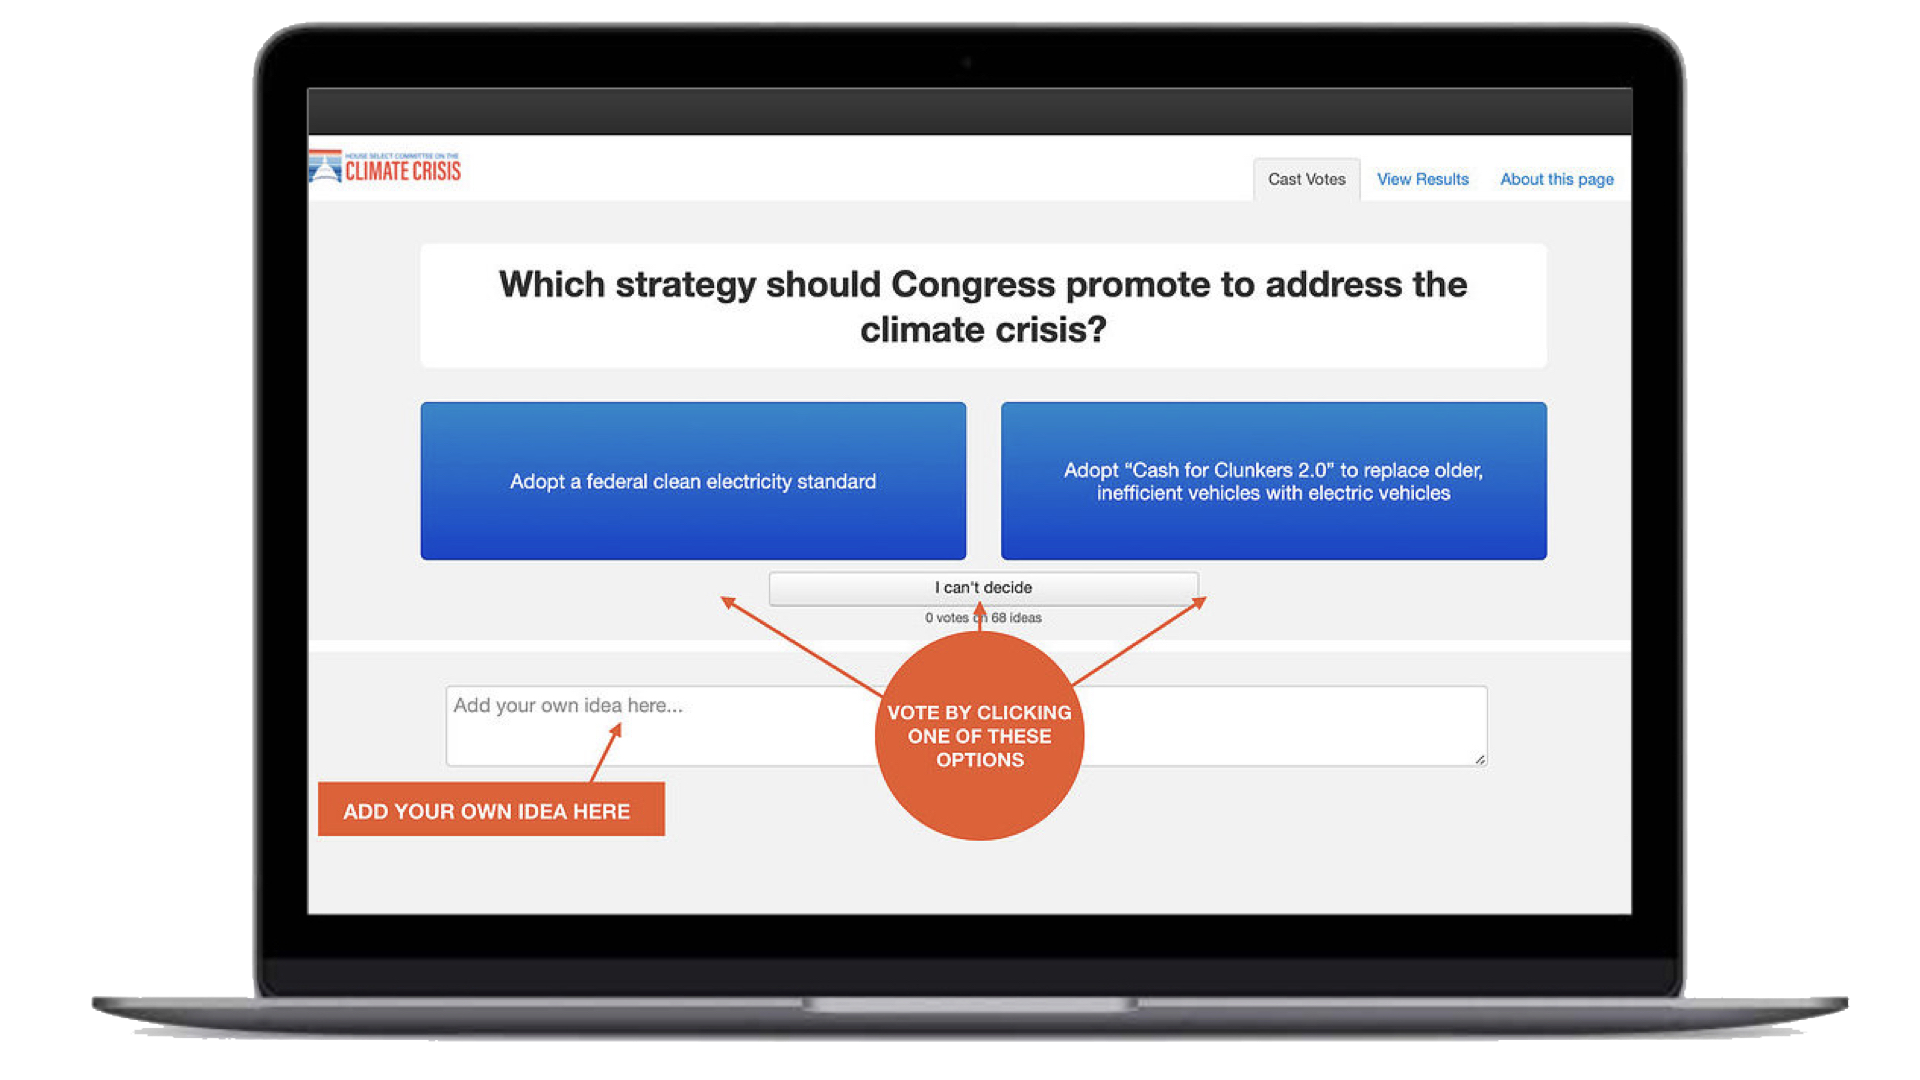 HOUSE SELECT COMMITTEE ON THE
CLIMATE CRISIS
Cast Votes
View Results
About this page
Which strategy should Congress promote to address the
climate crisis?
Adopt a federal clean electricity standard
Adopt “Cash for Clunkers 2.0” to replace older,
inefficient vehicles with electric vehicles
I can't decide
0 votes on 68 ideas
Add your own idea here...
VOTE BY CLICKING
ONE OF THESE
OPTIONS
ADD YOUR OWN IDEA HERE